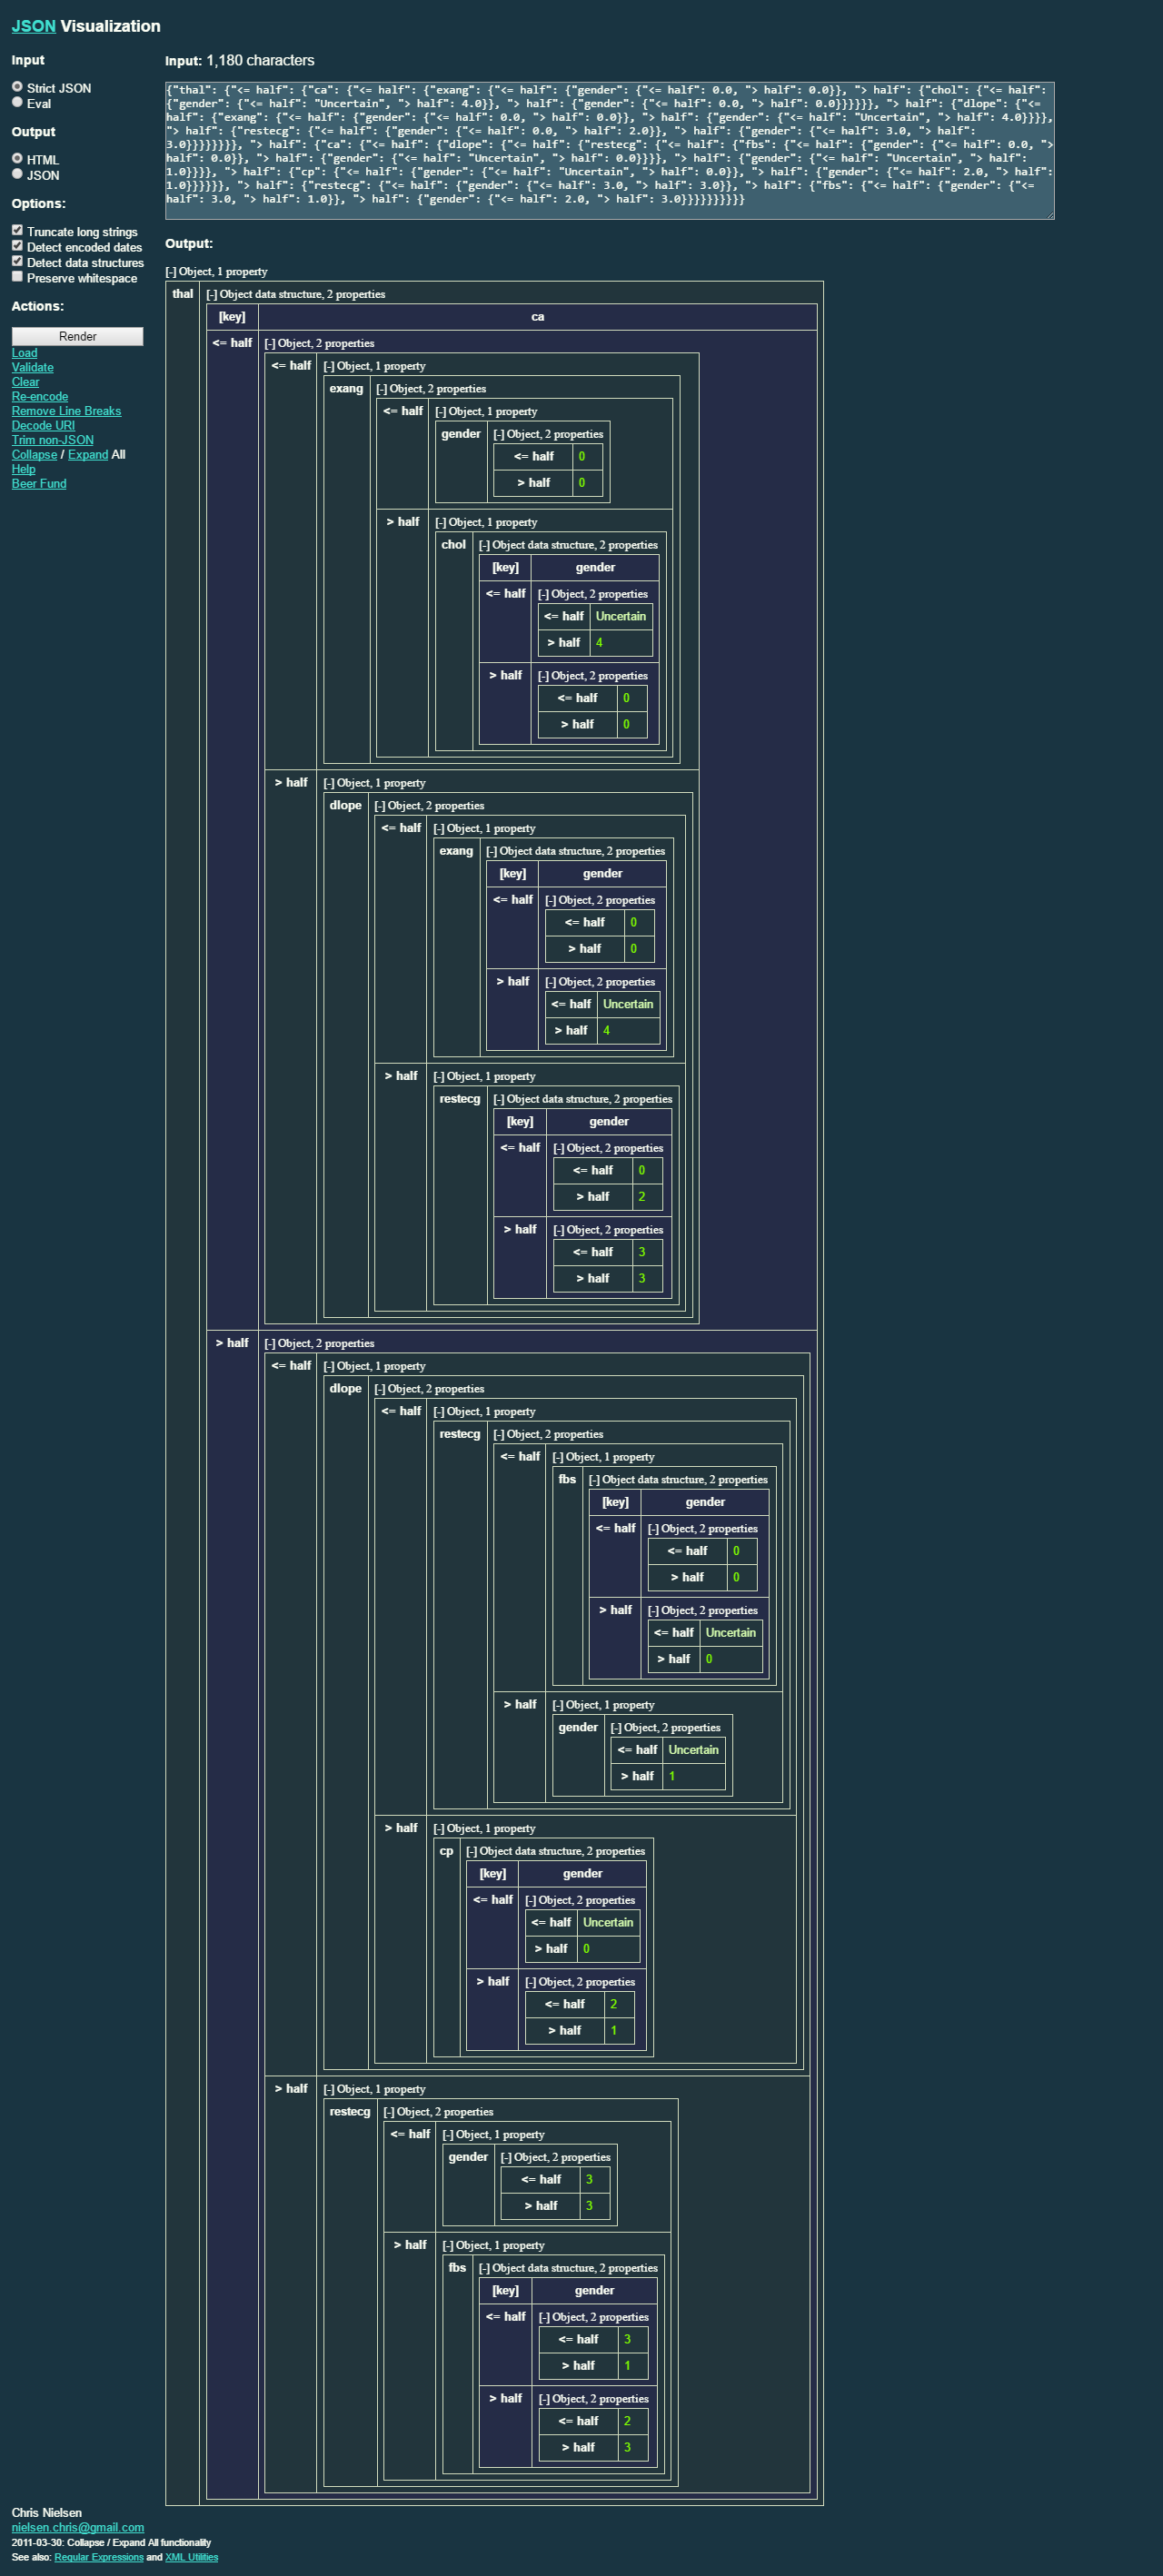 JSON Visualization
Input
Strict JSON
Eval
Output
HTML
JSON
Options:
Truncate long strings
Detect encoded dates
Detect data structures
Preserve whitespace
Actions:
Render
Load
Validate
Clear
Re-encode
Remove Line Breaks
Decode URI
Trim non-JSON
Collapse / Expand All
Help
Beer Fund
Input: 1,180 characters
{"thal": {"<= half": {"ca": {"<= half": {"exang": {"<= half": {"gender": {"<= half": 0.0, "> half": 0.0}}, "> half": {"chol": {"<= half":
{"gender": {"<= half": "Uncertain", "> half": 4.0}}, "> half": {"gender": {"<= half": 0.0, "> half": 0.0}}}}}}, "> half": {"dlope": {"<=
half": {"exang": {"<= half": {"gender": {"<= half": 0.0, "> half": 0.0}}, "> half": {"gender": {"<= half": "Uncertain", "> half": 4.0}}}},
"> half": {"restecg": {"<= half": {"gender": {"<= half": 0.0, "> half": 2.0}}, "> half": {"gender": {"<= half": 3.0, "> half":
3.0}}}}}}}}, "> half": {"ca": {"<= half": {"dlope": {"<= half": {"restecg": {"<= half": {"fbs": {"<= half": {"gender": {"<= half": 0.0, ">
half": 0.0}}, "> half": {"gender": {"<= half": "Uncertain", "> half": 0.0}}}}, "> half": {"gender": {"<= half": "Uncertain", "> half":
1.0}}}}, "> half": {"cp": {"<= half": {"gender": {"<= half": "Uncertain", "> half": 0.0}}, "> half": {"gender": {"<= half": 2.0, "> half":
1.0}}}}}}, "> half": {"restecg": {"<= half": {"gender": {"<= half": 3.0, "> half": 3.0}}, "> half": {"fbs": {"<= half": {"gender": {"<=
half": 3.0, "> half": 1.0}}, "> half": {"gender": {"<= half": 2.0, "> half": 3.0}}}}}}}}}}
Output:
[-] Object, 1 property
thal [-] Object data structure, 2 properties
[key] ca
<= half [-] Object, 2 properties
<= half [-] Object, 1 property
exang [-] Object, 2 properties
<= half [-] Object, 1 property
gender [-] Object, 2 properties
<= half 0
> half 0
> half [-] Object, 1 property
chol [-] Object data structure, 2 properties
[key] gender
<= half [-] Object, 2 properties
<= half Uncertain
> half 4
> half [-] Object, 2 properties
<= half 0
> half 0
> half [-] Object, 1 property
dlope [-] Object, 2 properties
<= half [-] Object, 1 property
exang [-] Object data structure, 2 properties
[key] gender
<= half [-] Object, 2 properties
<= half 0
> half 0
> half [-] Object, 2 properties
<= half Uncertain
> half 4
> half [-] Object, 1 property
restecg [-] Object data structure, 2 properties
[key] gender
<= half [-] Object, 2 properties
<= half 0
> half 2
> half [-] Object, 2 properties
<= half 3
> half 3
> half [-] Object, 2 properties
<= half [-] Object, 1 property
dlope [-] Object, 2 properties
<= half [-] Object, 1 property
restecg [-] Object, 2 properties
<= half [-] Object, 1 property
fbs [-] Object data structure, 2 properties
[key] gender
<= half [-] Object, 2 properties
<= half 0
> half 0
> half [-] Object, 2 properties
<= half Uncertain
> half 0
> half [-] Object, 1 property
gender [-] Object, 2 properties
<= half Uncertain
> half 1
> half [-] Object, 1 property
cp [-] Object data structure, 2 properties
[key] gender
<= half [-] Object, 2 properties
<= half Uncertain
> half 0
> half [-] Object, 2 properties
<= half 2
> half 1
> half [-] Object, 1 property
restecg [-] Object, 2 properties
<= half [-] Object, 1 property
gender [-] Object, 2 properties
<= half 3
> half 3
> half [-] Object, 1 property
fbs [-] Object data structure, 2 properties
[key] gender
<= half [-] Object, 2 properties
<= half 3
> half 1
> half [-] Object, 2 properties
<= half 2
> half 3
Chris Nielsen
nielsen.chris@gmail.com
2011-03-30: Collapse / Expand All functionality
See also: Regular Expressions and XML Utilities